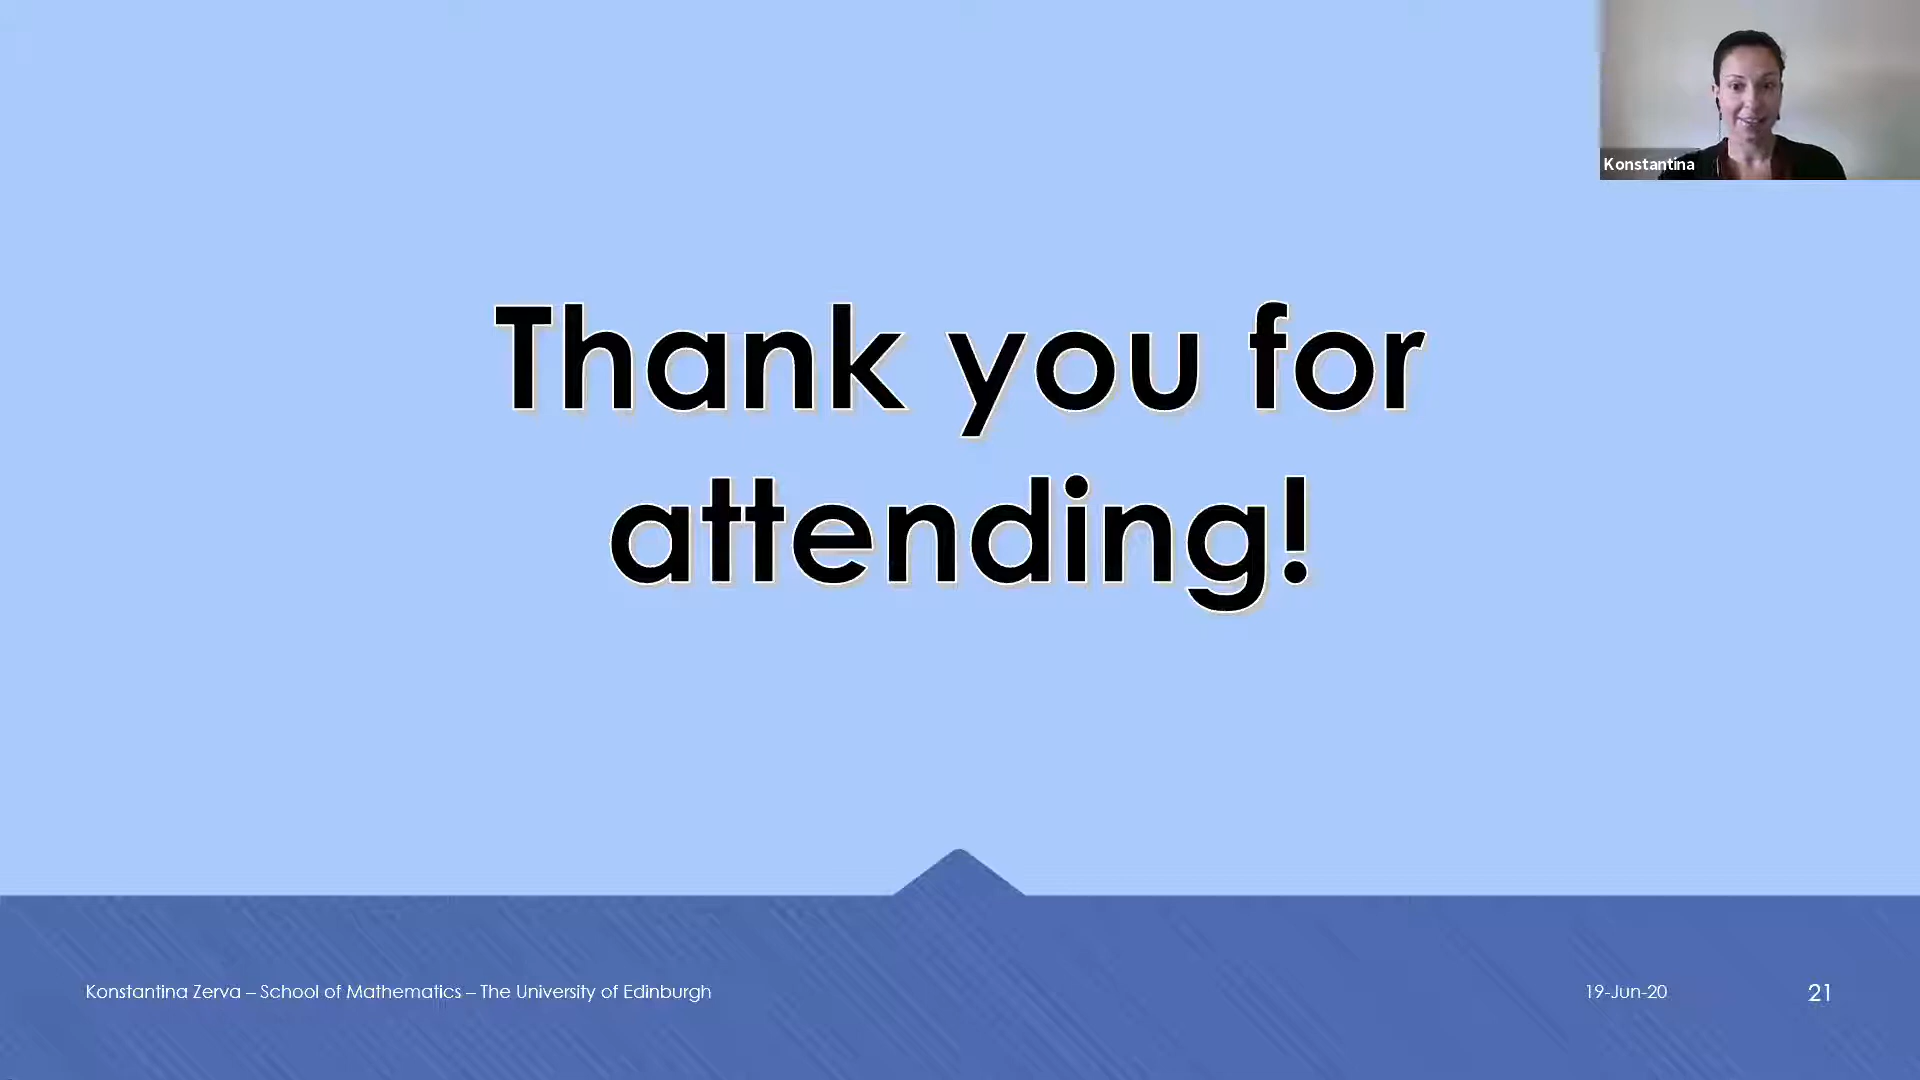 Konstantina
Thank you for
attending!
Konstantina Zerva – School of Mathematics – The University of Edinburgh
19-Jun-20
21